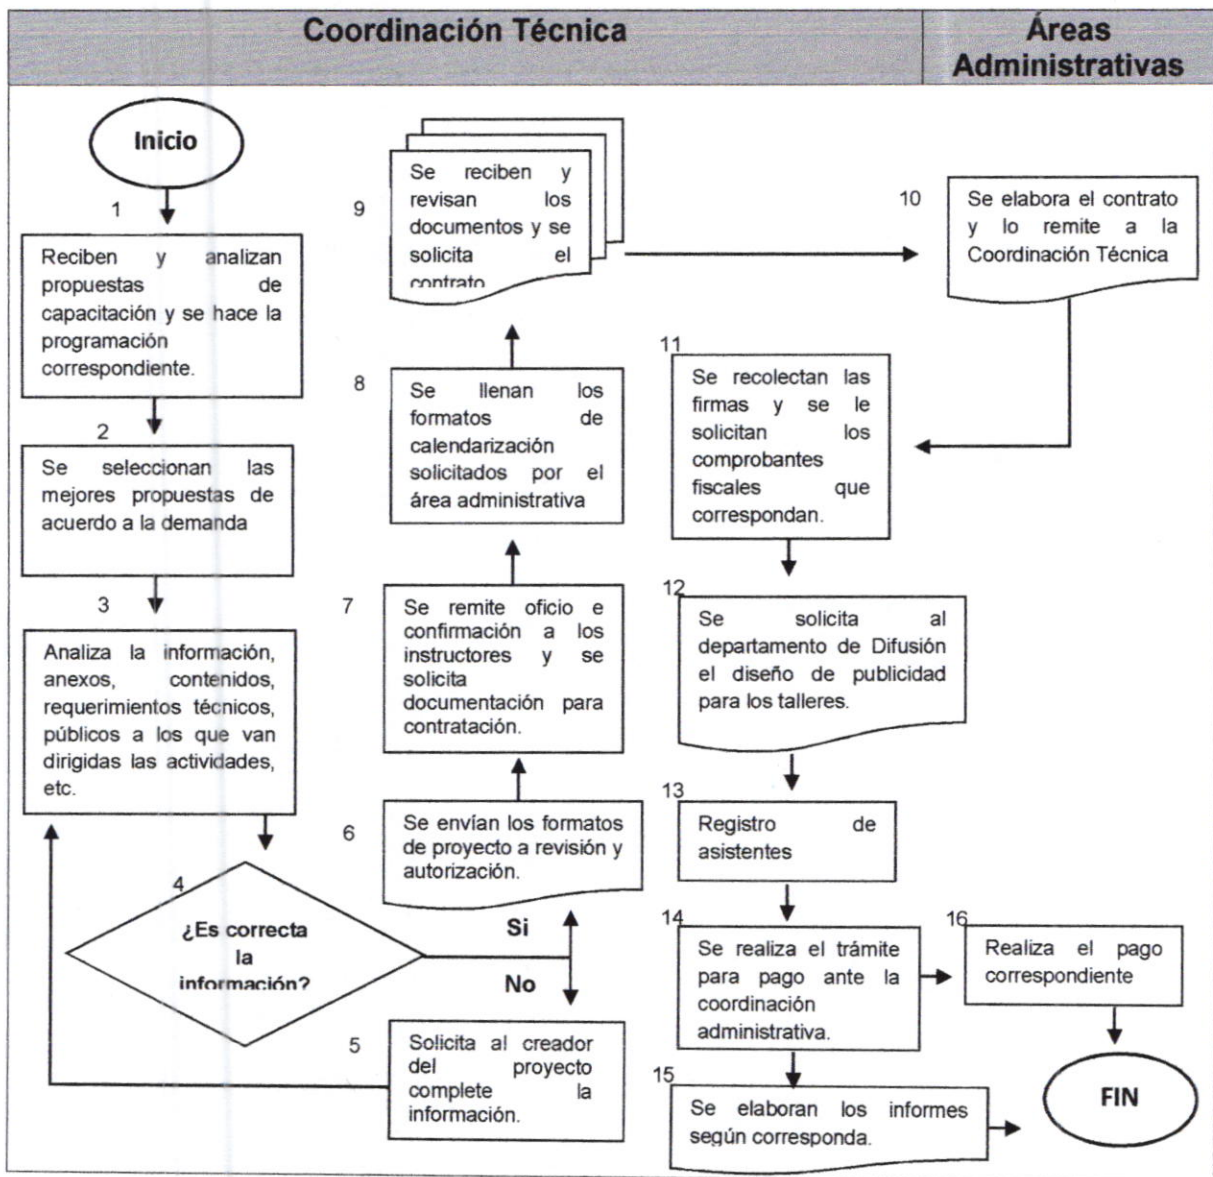 Coordinación Técnica
Áreas
Administrativas
Inicio
1
Reciben y analizan
propuestas de
capacitación y se hace la
programación
correspondiente.
2
Se seleccionan las
mejores propuestas de
acuerdo a la demanda
3
Analiza la información,
anexos, contenidos,
requerimientos técnicos,
públicos a los que van
dirigidas las actividades,
etc.
4
¿Es correcta
la
información?
Si
No
5
Solicita al creador
del proyecto
complete la
información.
6
Se envían los formatos
de proyecto a revisión y
autorización.
7
Se remite oficio e
confirmación a los
instructores y se
solicita
documentación para
contratación.
8
Se llenan los
formatos de
calendarización
solicitados por el
área administrativa
9
Se reciben y
revisan los
documentos y se
solicita el
contrato
10
Se elabora el contrato
y lo remite a la
Coordinación Técnica
11
Se recolectan las
firmas y se le
solicitan los
comprobantes
fiscales que
correspondan.
12
Se solicita al
departamento de Difusión
el diseño de publicidad
para los talleres.
13
Registro de
asistentes
14
Se realiza el trámite
para pago ante la
coordinación
administrativa.
15
Se elaboran los informes
según corresponda.
16
Realiza el pago
correspondiente
FIN